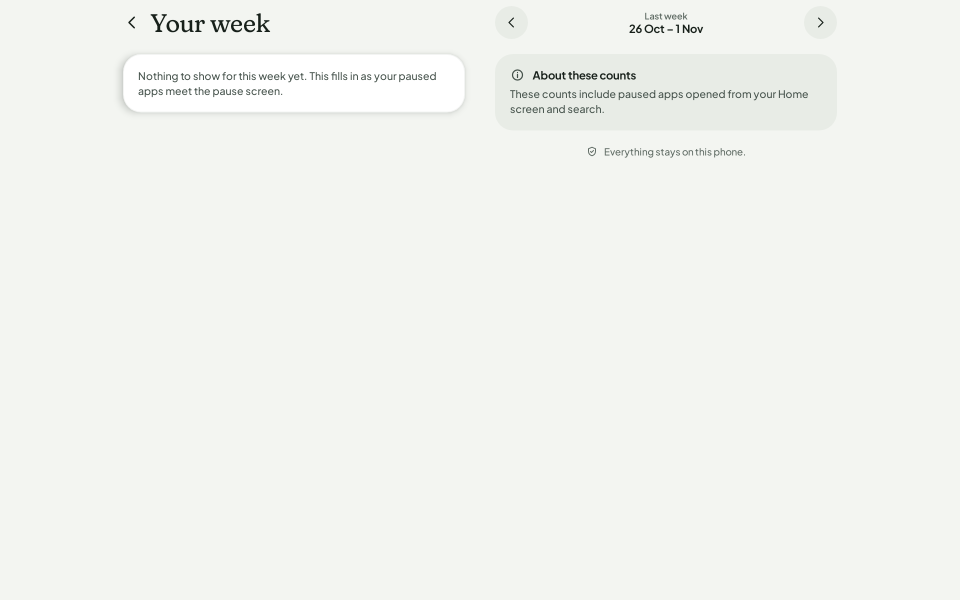 Your week
Nothing to show for this week yet. This fills in as your paused
apps meet the pause screen.
Last week
26 Oct – 1 Nov
About these counts
These counts include paused apps opened from your Home
screen and search.
Everything stays on this phone.